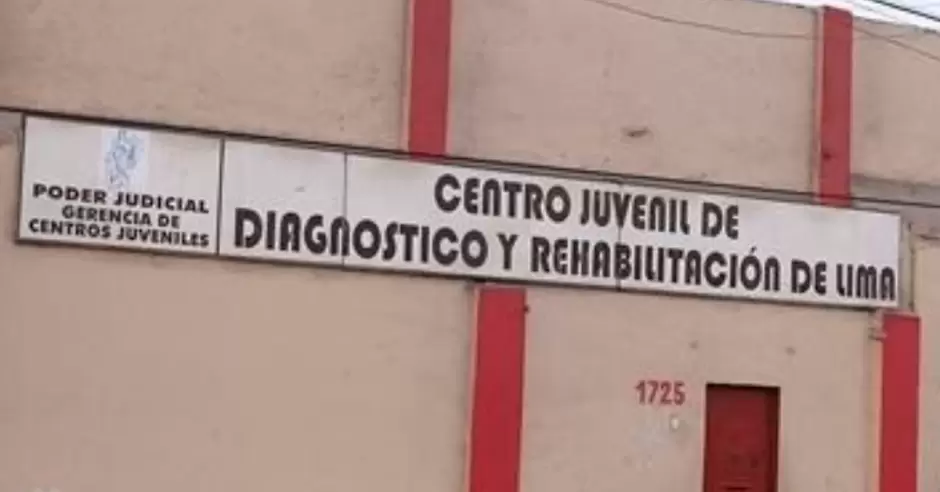 PODER JUDICIAL
GERENCIA DE
CENTROS JUVENILES
CENTRO JUVENIL DE
DIAGNOSTICO Y REHABILITACIÓN DE LIMA
1725